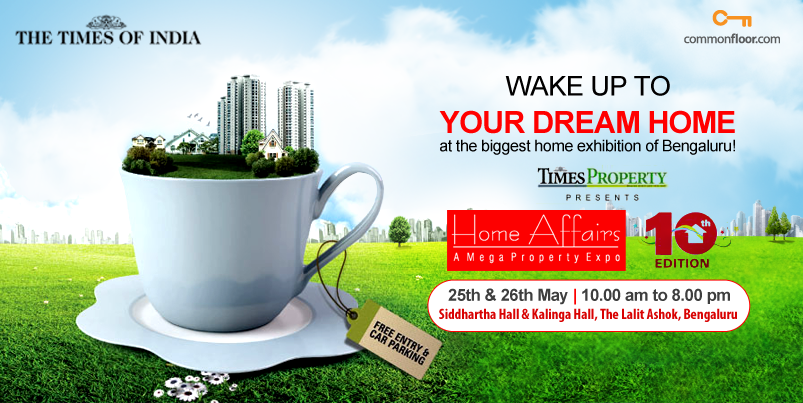 THE TIMES OF INDIA
commonfloor.com
WAKE UP TO
YOUR DREAM HOME
at the biggest home exhibition of Bengaluru!
TIMES PROPERTY
PRESENTS
Home Affairs
A Mega Property Expo
10th
EDITION
25th & 26th May | 10.00 am to 8.00 pm
Siddhartha Hall & Kalinga Hall, The Lalit Ashok, Bengaluru
FREE ENTRY &
CAR PARKING